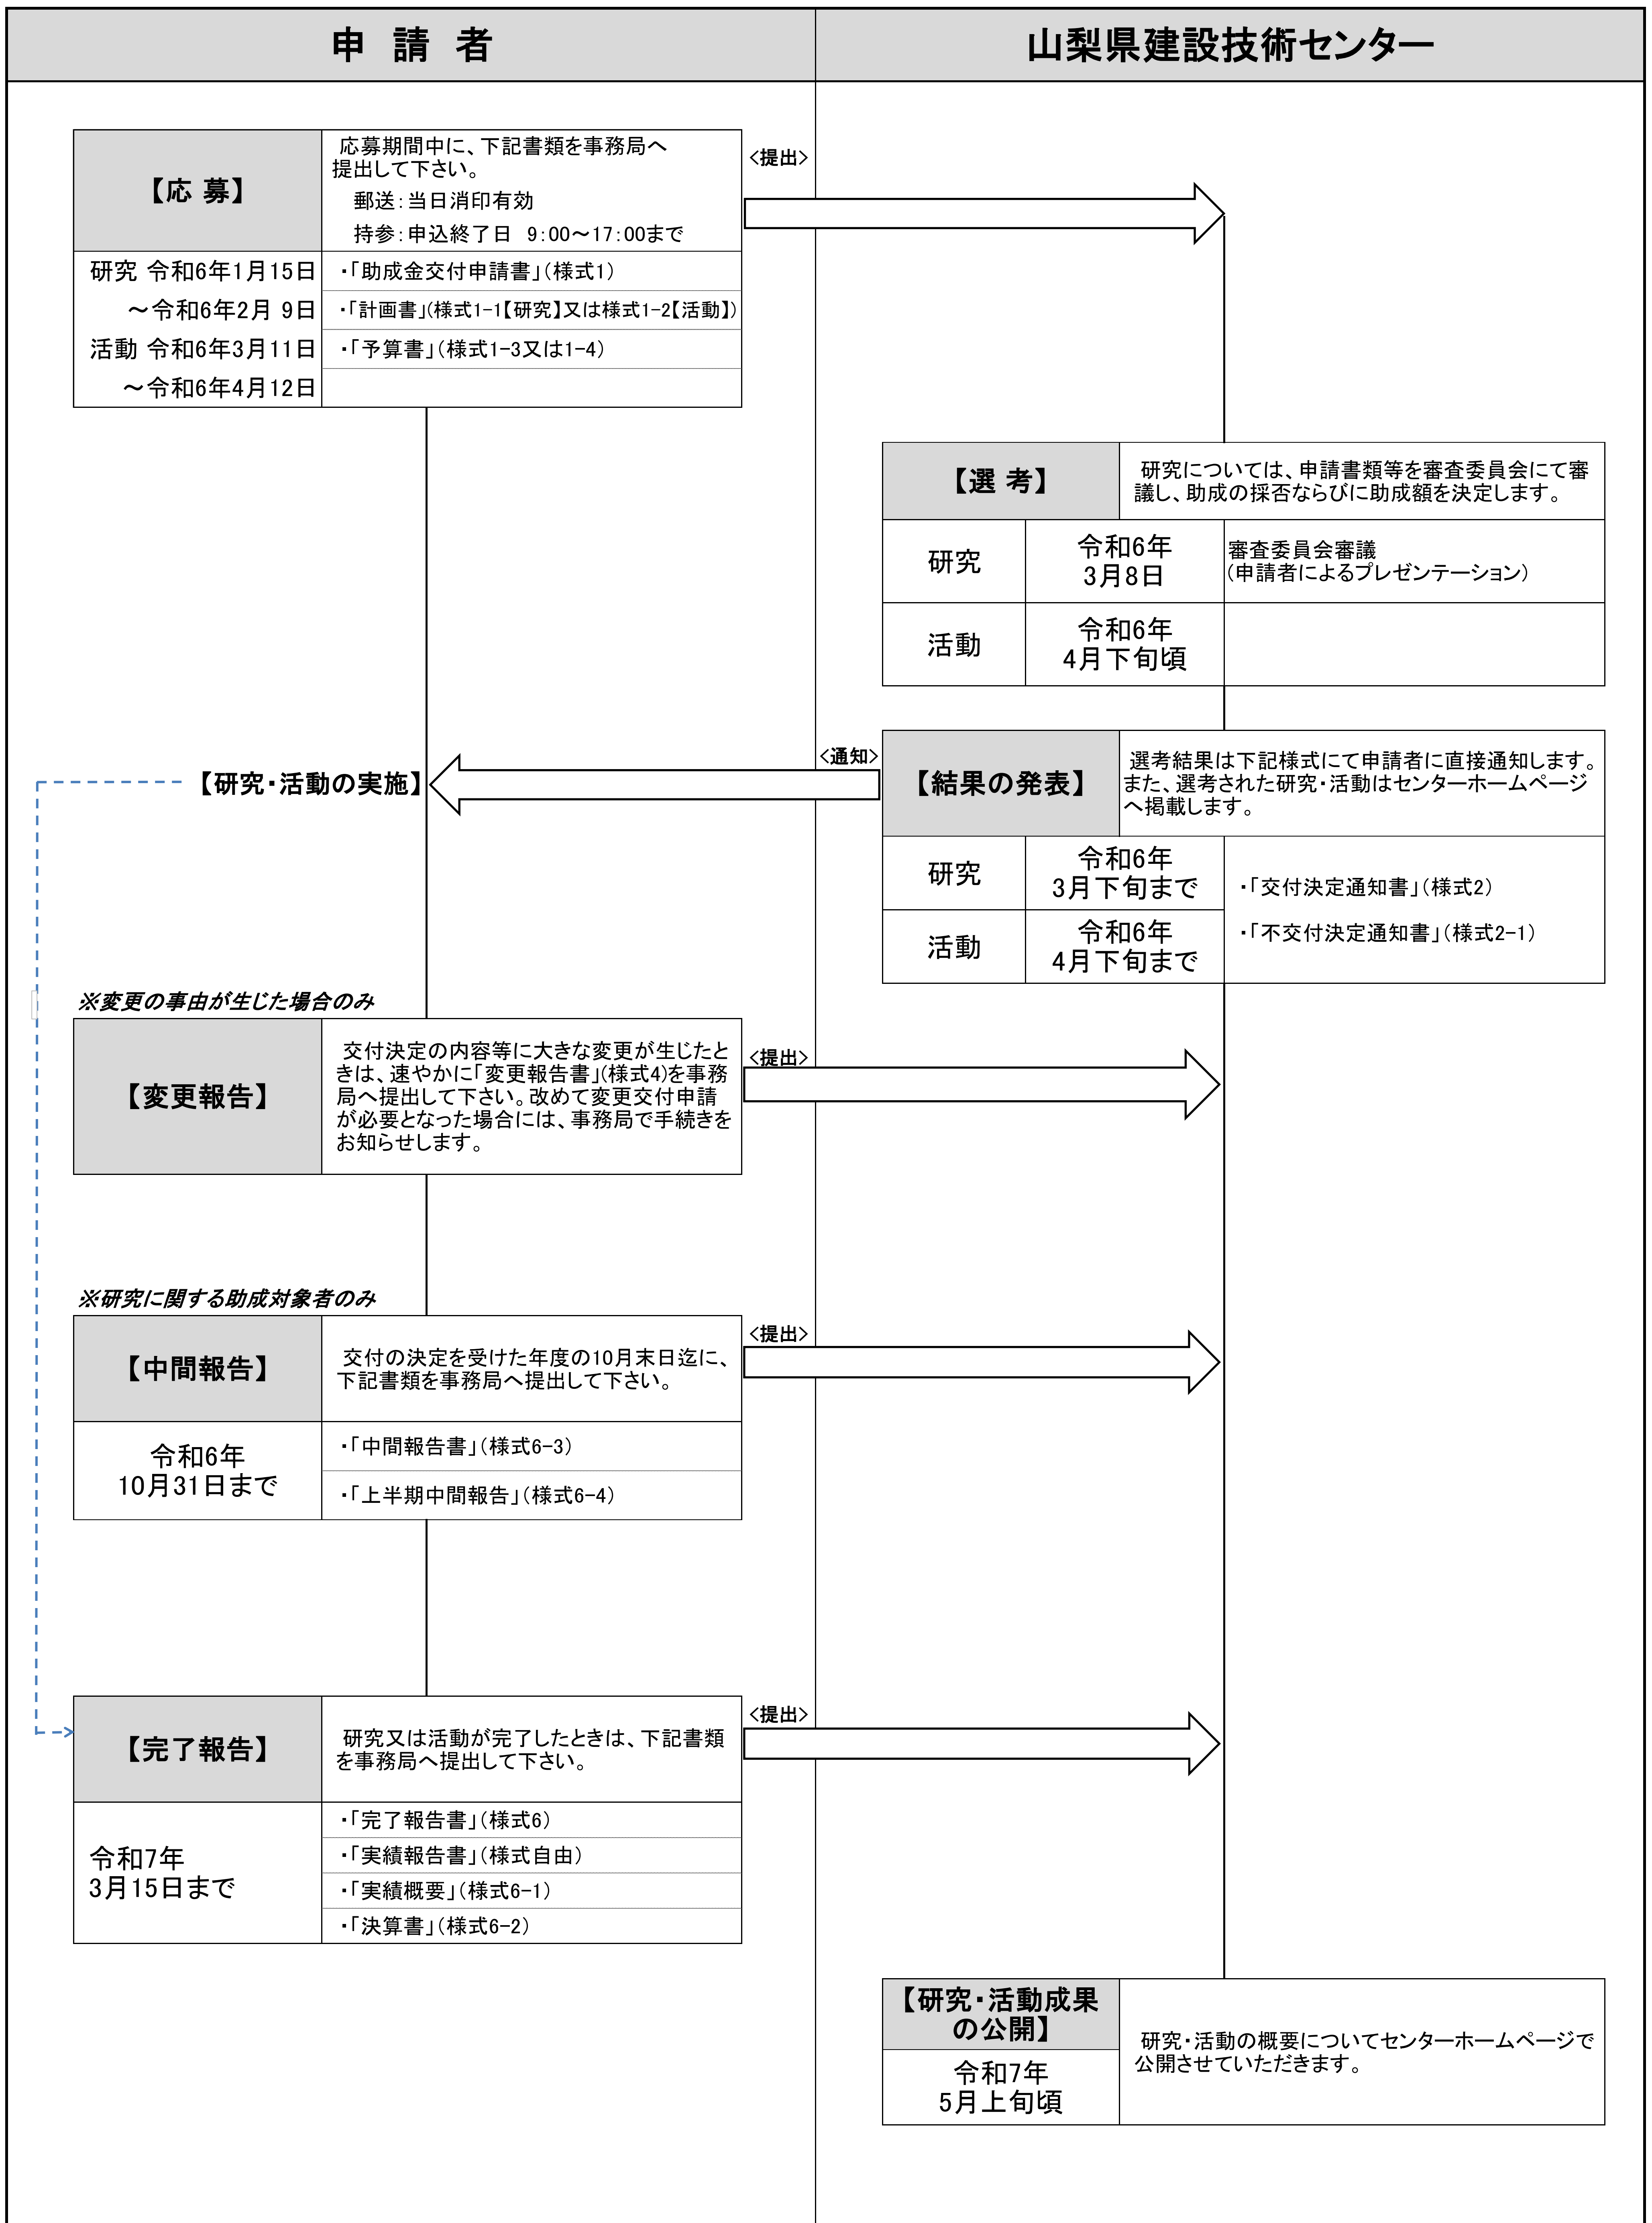 申 請 者
山梨県建設技術センター
【応 募】
応募期間中に、下記書類を事務局へ
提出して下さい。
郵送：当日消印有効
持参：申込終了日 9：00～17：00まで
<提出>
研究 令和6年1月15日
～令和6年2月 9日
活動 令和6年3月11日
～令和6年4月12日
・「助成金交付申請書」（様式1）
・「計画書」（様式1-1【研究】又は様式1-2【活動】）
・「予算書」（様式1-3又は1-4）
【選 考】
研究については、申請書類等を審査委員会にて審
議し、助成の採否ならびに助成額を決定します。
研究
令和6年
3月8日
審査委員会審議
（申請者によるプレゼンテーション）
活動
令和6年
4月下旬頃
【研究・活動の実施】
<通知>
【結果の発表】
選考結果は下記様式にて申請者に直接通知します。
また、選考された研究・活動はセンターホームページ
へ掲載します。
研究
令和6年
3月下旬まで
活動
令和6年
4月下旬まで
・「交付決定通知書」（様式2）
・「不交付決定通知書」（様式2-1）
※変更の事由が生じた場合のみ
【変更報告】
交付決定の内容等に大きな変更が生じたと
きは、速やかに「変更報告書」（様式4）を事務
局へ提出して下さい。改めて変更交付申請
が必要となった場合には、事務局で手続きを
お知らせします。
<提出>
※研究に関する助成対象者のみ
【中間報告】
交付の決定を受けた年度の10月末日迄に、
下記書類を事務局へ提出して下さい。
<提出>
令和6年
10月31日まで
・「中間報告書」（様式6-3）
・「上半期中間報告」（様式6-4）
【完了報告】
研究又は活動が完了したときは、下記書類
を事務局へ提出して下さい。
<提出>
令和7年
3月15日まで
・「完了報告書」（様式6）
・「実績報告書」（様式自由）
・「実績概要」（様式6-1）
・「決算書」（様式6-2）
【研究・活動成果
の公開】
令和7年
5月上旬頃
研究・活動の概要についてセンターホームページで
公開させていただきます。